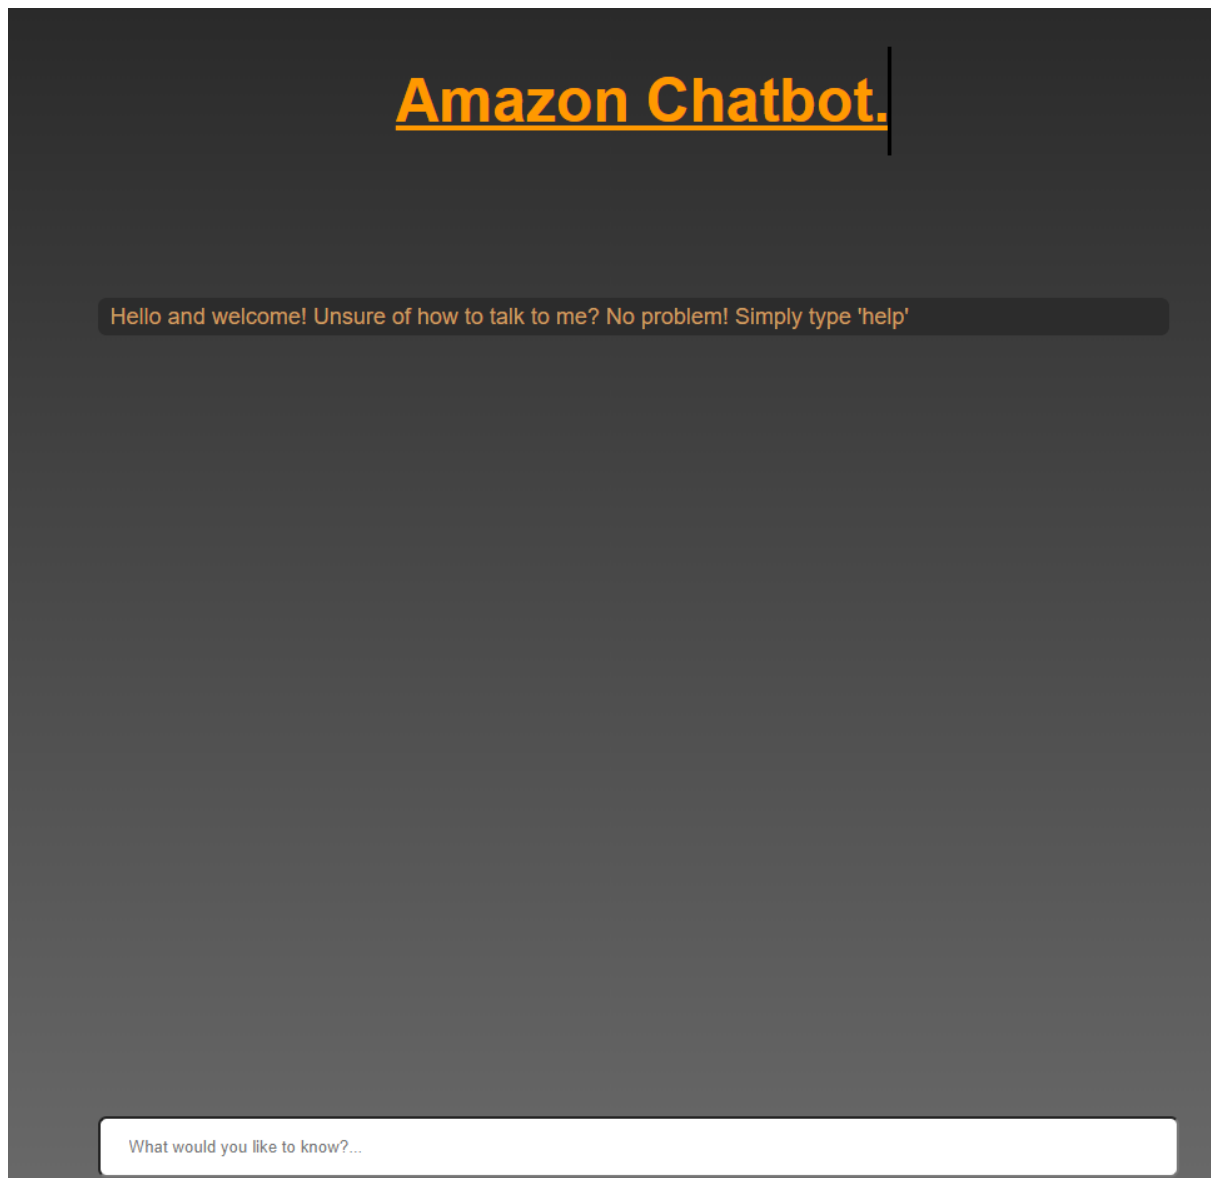 Amazon Chatbot.
Hello and welcome! Unsure of how to talk to me? No problem! Simply type 'help'
What would you like to know?...